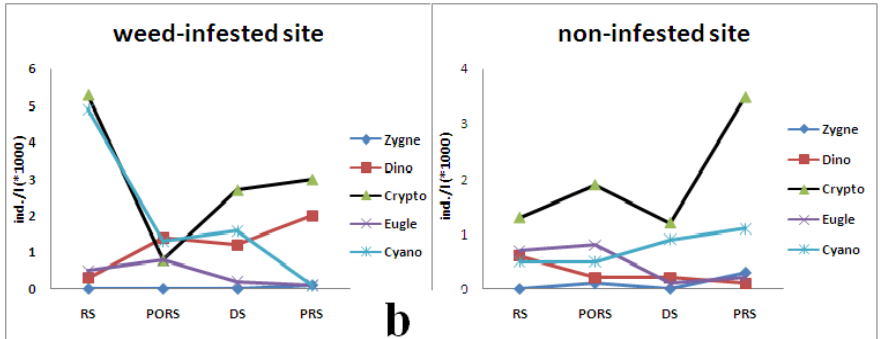 weed-infested site
ind./l (*1000)
6
5
4
3
2
1
0
RS PORS DS PRS
Zygne
Dino
Crypto
Eugle
Cyano
b
non-infested site
ind./l (*1000)
4
3
2
1
0
RS PORS DS PRS
Zygne
Dino
Crypto
Eugle
Cyano